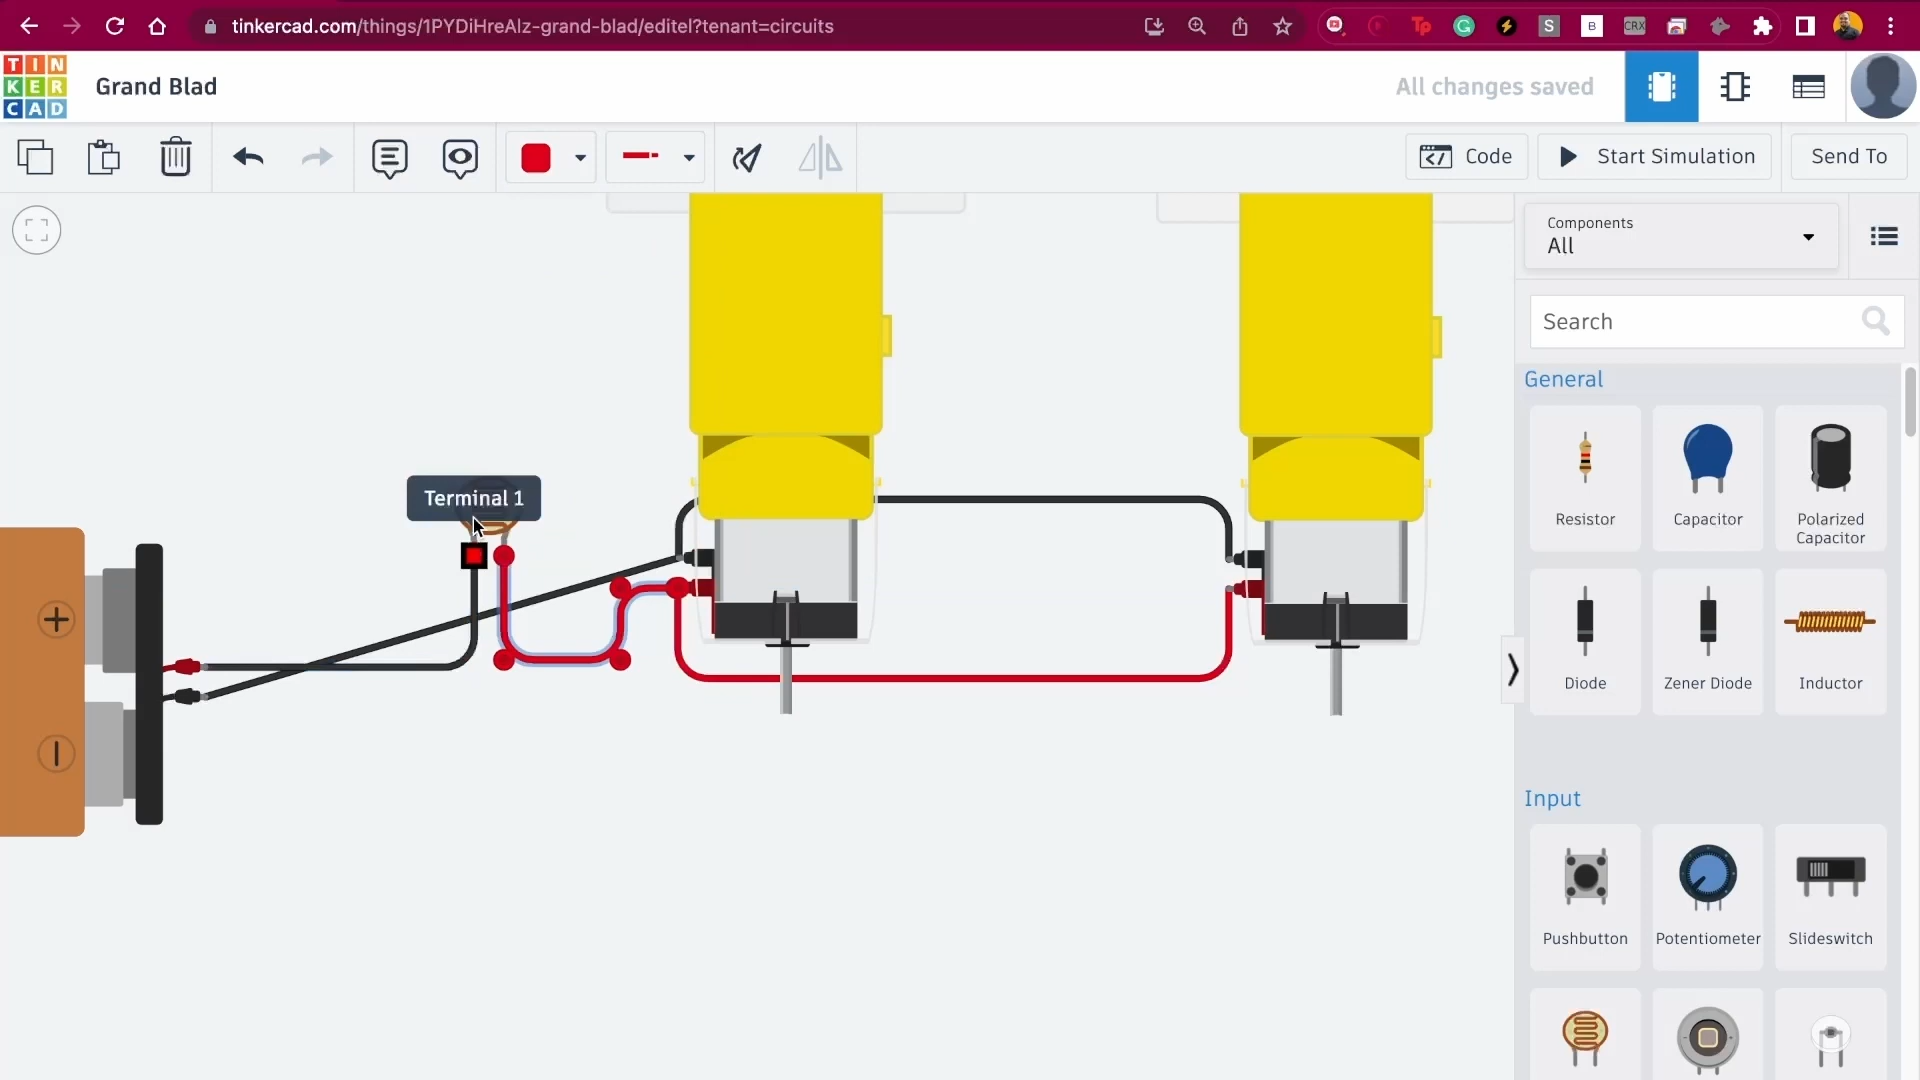 tinkercad.com/things/1PYDiHreAlz-grand-blad/editel?tenant=circuits
Tp
G
S
B
CRX
TIN
KER
CAD
Grand Blad
All changes saved
Code
Start Simulation
Send To
Components
All
Search
General
Resistor
Capacitor
Polarized
Capacitor
Diode
Zener Diode
Inductor
Input
Pushbutton
Potentiometer
Slideswitch
Terminal 1